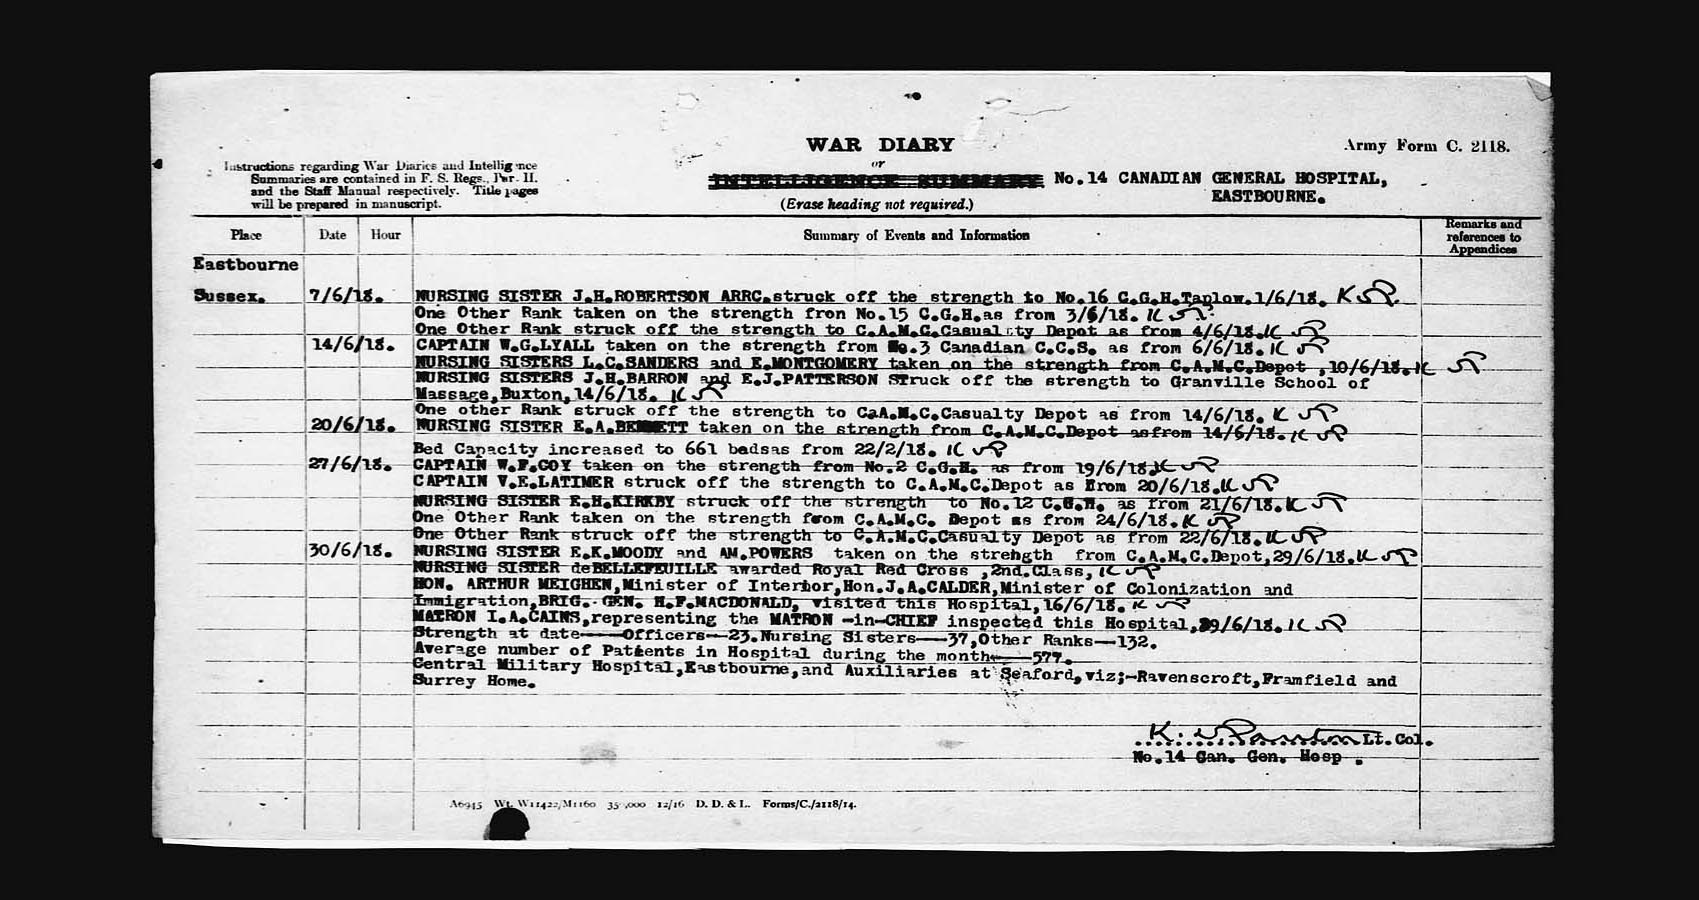 WAR DIARY
Army Form C. 2118.
or
Instructions regarding War Diaries and Intelligence
Summaries are contained in F. S. Regs., Par. II.
and the Staff Manual respectively. Title pages
will be prepared in manuscript.
INTELLIGENCE SUMMARY No.14 CANADIAN GENERAL HOSPITAL,
EASTBOURNE.
(Erase heading not required.)
Place Date Hour Summary of Events and Information Remarks and
references to
Appendices
Eastbourne
Sussex. 7/6/18. NURSING SISTER J.H.ROBERTSON ARRC.struck off the strength to No.16 C.G.H.Taplow.1/6/18.
One Other Rank taken on the strength fron No.15 C.G.H.as from 3/6/18.
One Other Rank struck off the strength to C.A.M.C.Casualty Depot as from 4/6/18.
14/6/18. CAPTAIN W.G.LYALL taken on the strength from No.3 Canadian C.C.S. as from 6/6/18.
NURSING SISTERS L.C.SANDERS and E.MONTGOMERY taken on the strength from C.A.M.C.Depot ,10/6/18.
NURSING SISTERS J.H.BARRON and E.J.PATTERSON STruck off the strength to Granville School of
Massage,Buxton,14/6/18.
One other Rank struck off the strength to C.A.M.C.Casualty Depot as from 14/6/18.
20/6/18. NURSING SISTER E.A.BENNETT taken on the strength from C.A.M.C.Depot asfrom 14/6/18.
Bed Capacity increased to 661 bedsas from 22/2/18.
27/6/18. CAPTAIN W.F.COY taken on the strength from No.2 C.G.H. as from 19/6/18
CAPTAIN V.E.LATIMER struck off the strength to C.A.M.C.Depot as from 20/6/18.
NURSING SISTER E.H.KIRKBY struck off the strength to No.12 C.G.H. as from 21/6/18.
One Other Rank taken on the strength from C.A.M.C. Depot as from 24/6/18.
One Other Rank struck off the strength to C.A.M.C.Casualty Depot as from 22/6/18.
30/6/18. NURSING SISTER E.K.MOODY and AM.POWERS taken on the strength from C.A.M.C.Depot,29/6/18.
NURSING SISTER deBELLEFEUILLE awarded Royal Red Cross ,2nd.Class,
HON. ARTHUR MEIGHEN,Minister of Interior,Hon.J.A.CALDER,Minister of Colonization and
Immigration,BRIG. GEN. H.F.MACDONALD, visited this Hospital,16/6/18.
MATRON I.A.CAINS,representing the MATRON -in-CHIEF inspected this Hospital,29/6/18.
Strength at date----Officers--23.Nursing Sisters---37,Other Ranks--132.
Average number of Patients in Hospital during the month----577.
Central Military Hospital,Eastbourne,and Auxiliaries at Seaford,viz;-Ravenscroft,Framfield and
Surrey Home.
Lt.Col.
No.14 Can. Gen. Hosp .
A6945 Wt. W11422/M1160 350,000 12/16 D. D. & L. Forms/C./2118/14.